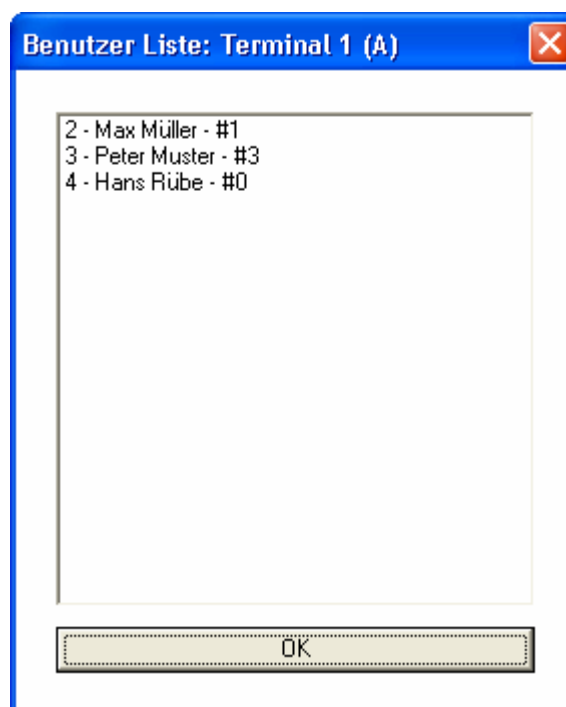 Benutzer Liste: Terminal 1 (A)
2 - Max Müller - #1
3 - Peter Muster - #3
4 - Hans Rübe - #0
OK